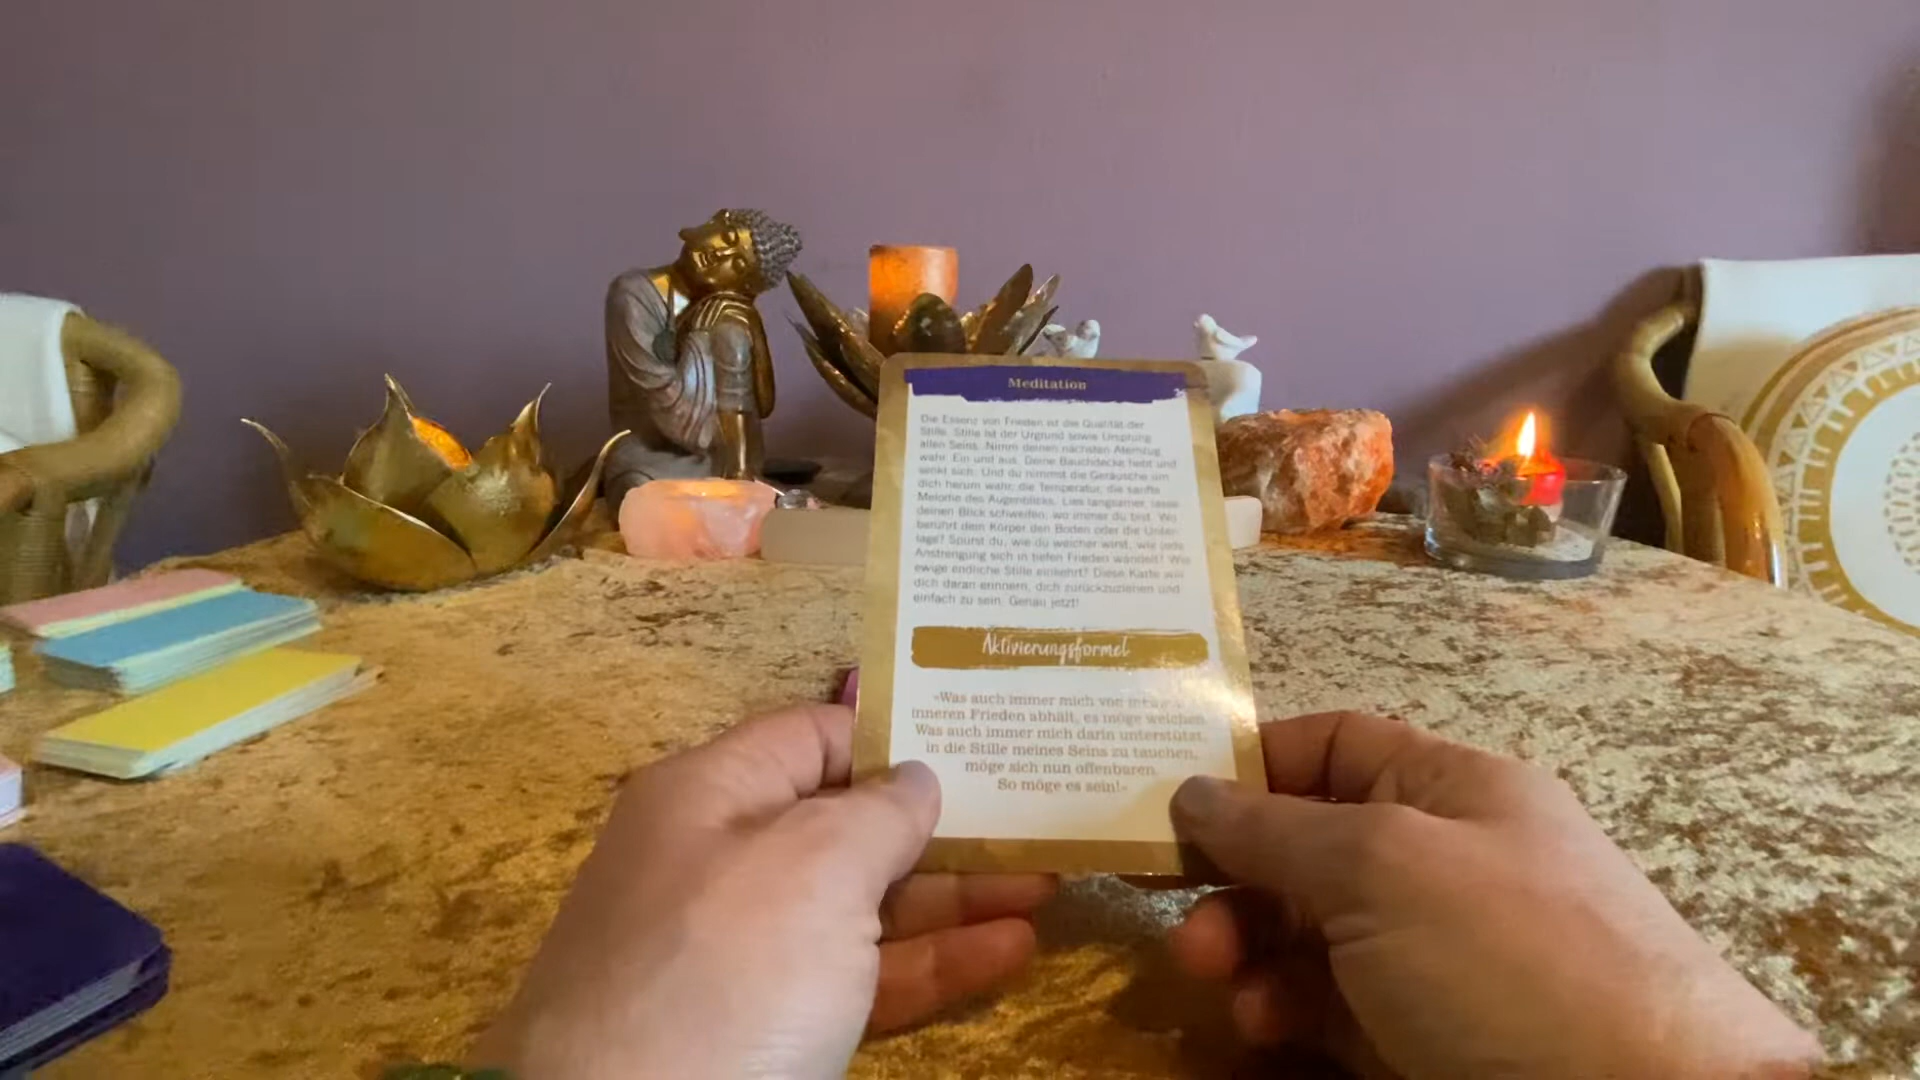 Meditation
Die Essenz von Frieden ist die Qualität der
Stille. Stille ist der Urgrund sowie Ursprung
allen Seins. Nimm deinen nächsten Atemzug
wahr. Ein und aus. Deine Bauchdecke hebt und
senkt sich. Und du nimmst die Geräusche um
dich herum wahr, die Temperatur, die sanfte
Melodie des Augenblicks. Lies langsamer, lasse
deinen Blick schweifen, wo immer du bist. Wo
berührt dein Körper den Boden oder die Unter-
lage? Spürst du, wie du weicher wirst, wie jede
Anstrengung sich in tiefen Frieden wandelt? Wie
ewige endliche Stille einkehrt? Diese Karte will
dich daran erinnern, dich zurückzuziehen und
einfach zu sein. Genau jetzt!
Aktivierungsformel
»Was auch immer mich von
inneren Frieden abhält, es möge weichen.
Was auch immer mich darin unterstützt,
in die Stille meines Seins zu tauchen,
möge sich nun offenbaren.
So möge es sein!«